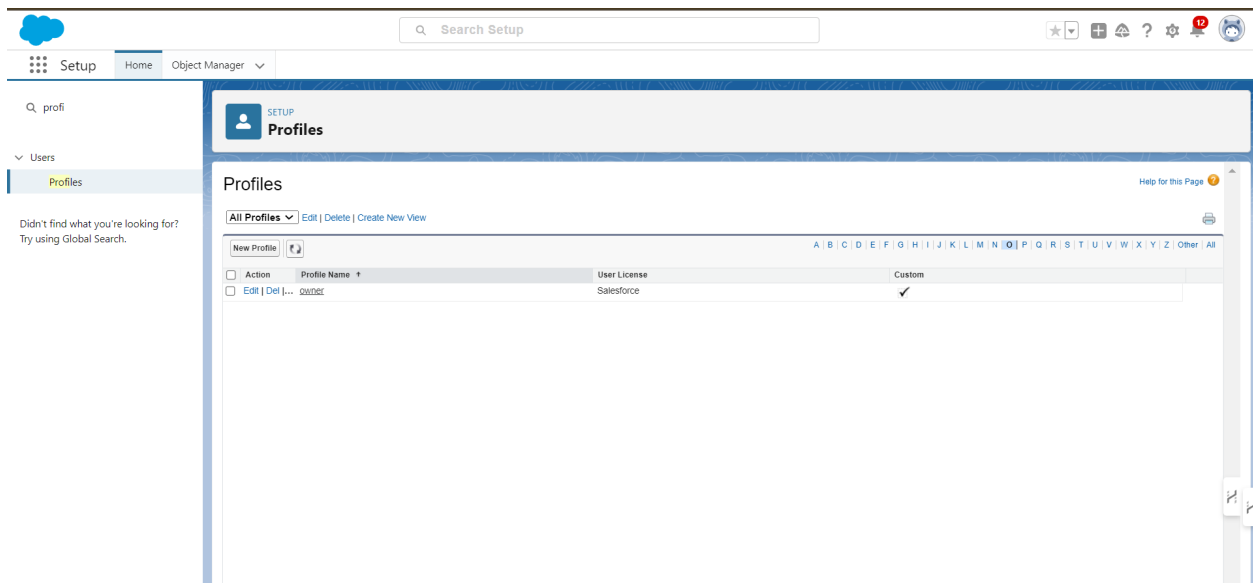 Search Setup
12
Setup Home Object Manager
profi
Users
Profiles
Didn't find what you're looking for?
Try using Global Search.
SETUP
Profiles
Profiles
Help for this Page
All Profiles Edit | Delete | Create New View
New Profile
A | B | C | D | E | F | G | H | I | J | K | L | M | N | O | P | Q | R | S | T | U | V | W | X | Y | Z | Other | All
Action Profile Name User License Custom
Edit | Del |... owner Salesforce